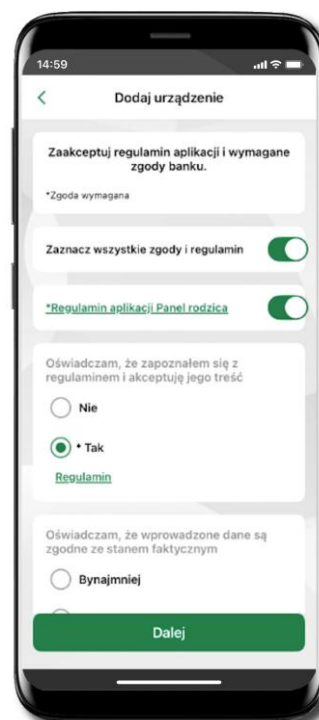 14:59
Dodaj urządzenie
Zaakceptuj regulamin aplikacji i wymagane
zgody banku.
*Zgoda wymagana
Zaznacz wszystkie zgody i regulamin
*Regulamin aplikacji Panel rodzica
Oświadczam, że zapoznałem się z
regulaminem i akceptuję jego treść
Nie
* Tak
Regulamin
Oświadczam, że wprowadzone dane są
zgodne ze stanem faktycznym
Bynajmniej
Dalej